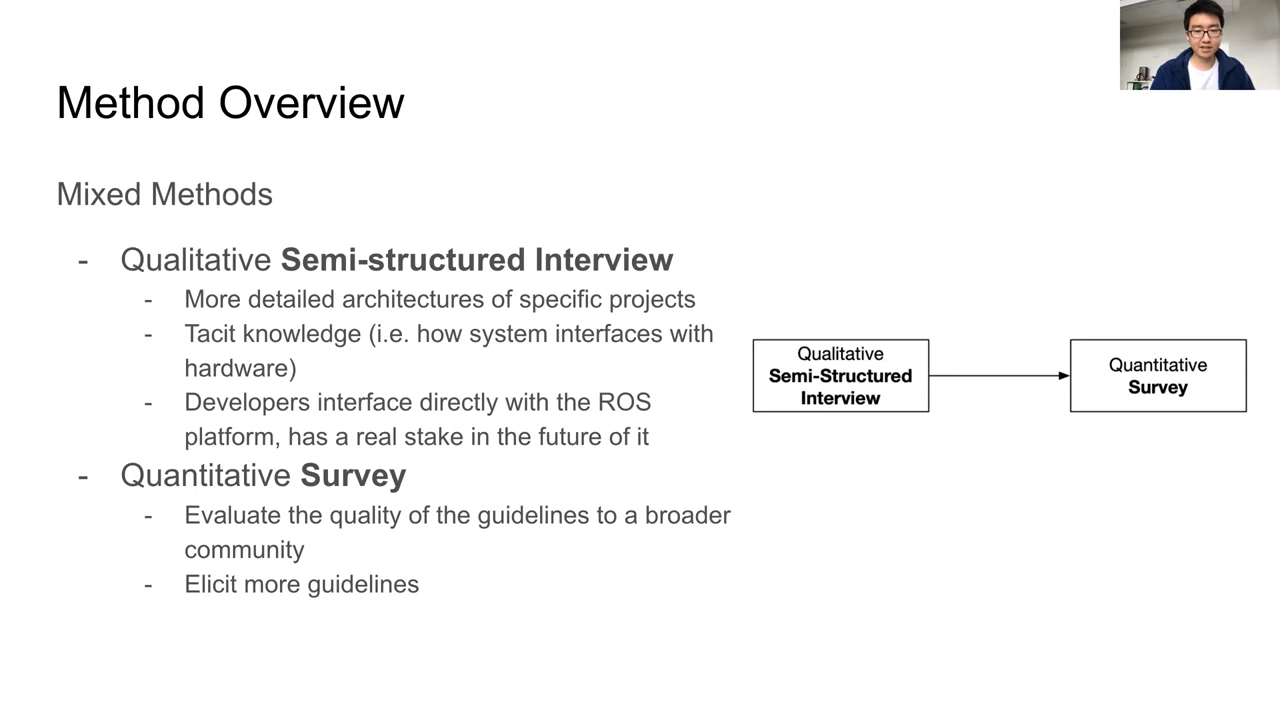 Method Overview
Mixed Methods
- Qualitative Semi-structured Interview
- More detailed architectures of specific projects
- Tacit knowledge (i.e. how system interfaces with
hardware)
- Developers interface directly with the ROS
platform, has a real stake in the future of it
- Quantitative Survey
- Evaluate the quality of the guidelines to a broader
community
- Elicit more guidelines
Qualitative
Semi-Structured
Interview
Quantitative
Survey